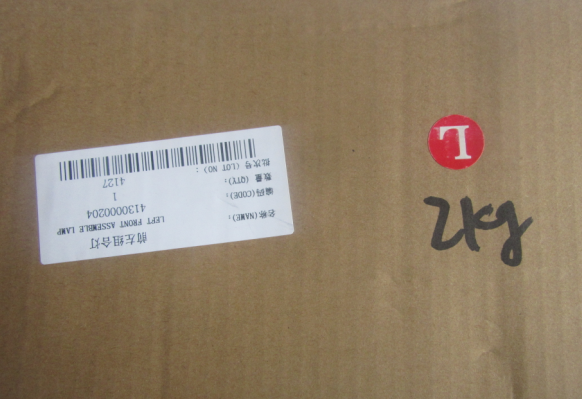 名称(NAME): 前左组合灯
LEPT FRONT ASSEMBLE LAMP
编码(CODE): 4130000204
数量 (QTY): 1
批次号 (LOT NO) : 4127
L
2kg